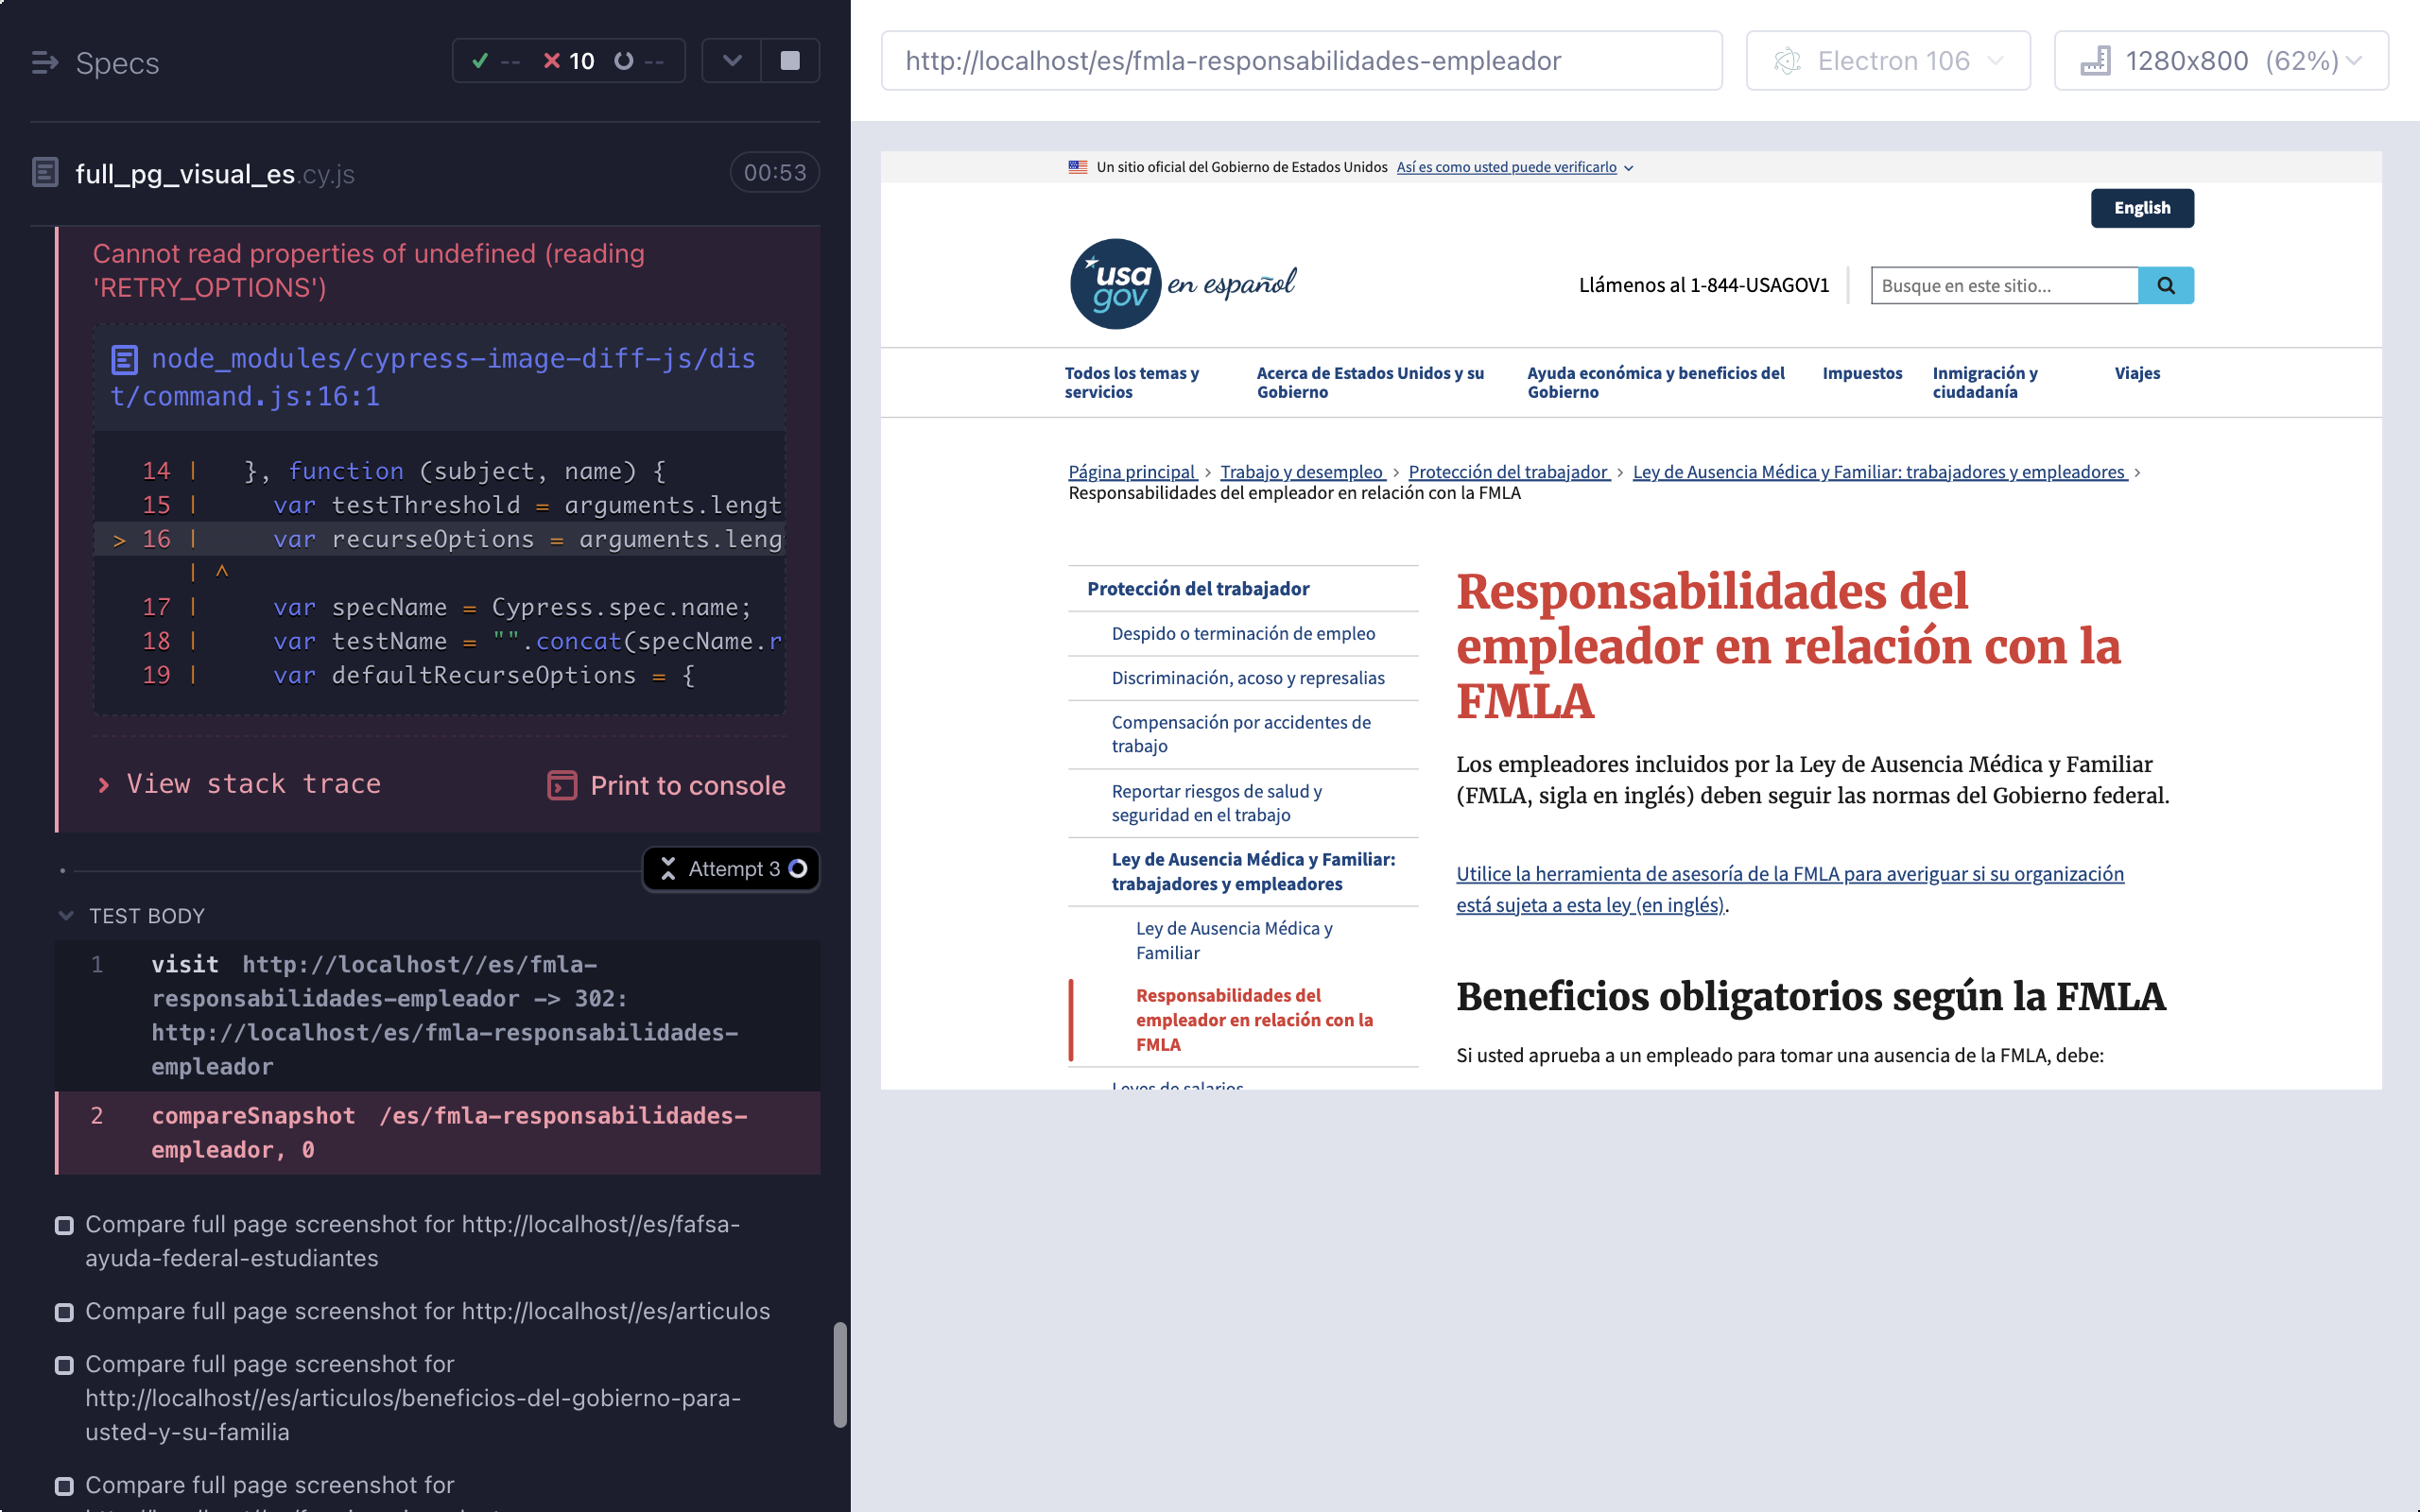 Specs
-- 10 --
full_pg_visual_es.cy.js 00:53
Cannot read properties of undefined (reading
'RETRY_OPTIONS')
node_modules/cypress-image-diff-js/dis
t/command.js:16:1
14 | }, function (subject, name) {
15 | var testThreshold = arguments.lengt
> 16 | var recurseOptions = arguments.leng
| ^
17 | var specName = Cypress.spec.name;
18 | var testName = "".concat(specName.r
19 | var defaultRecurseOptions = {
> View stack trace Print to console
Attempt 3
TEST BODY
1 visit http://localhost//es/fmla-
responsabilidades-empleador -> 302:
http://localhost/es/fmla-responsabilidades-
empleador
2 compareSnapshot /es/fmla-responsabilidades-
empleador, 0
Compare full page screenshot for http://localhost//es/fafsa-
ayuda-federal-estudiantes
Compare full page screenshot for http://localhost//es/articulos
Compare full page screenshot for
http://localhost//es/articulos/beneficios-del-gobierno-para-
usted-y-su-familia
Compare full page screenshot for
http://localhost/es/fmla-responsabilidades-empleador
Electron 106
1280x800 (62%)
Un sitio oficial del Gobierno de Estados Unidos Así es como usted puede verificarlo
English
usa
gov en español
Llámenos al 1-844-USAGOV1
Busque en este sitio...
Todos los temas y
servicios
Acerca de Estados Unidos y su
Gobierno
Ayuda económica y beneficios del
Gobierno
Impuestos
Inmigración y
ciudadanía
Viajes
Página principal > Trabajo y desempleo > Protección del trabajador > Ley de Ausencia Médica y Familiar: trabajadores y empleadores >
Responsabilidades del empleador en relación con la FMLA
Protección del trabajador
Despido o terminación de empleo
Discriminación, acoso y represalias
Compensación por accidentes de
trabajo
Reportar riesgos de salud y
seguridad en el trabajo
Ley de Ausencia Médica y Familiar:
trabajadores y empleadores
Ley de Ausencia Médica y
Familiar
Responsabilidades del
empleador en relación con la
FMLA
Leyes de salarios
Responsabilidades del
empleador en relación con la
FMLA
Los empleadores incluidos por la Ley de Ausencia Médica y Familiar
(FMLA, sigla en inglés) deben seguir las normas del Gobierno federal.
Utilice la herramienta de asesoría de la FMLA para averiguar si su organización
está sujeta a esta ley (en inglés).
Beneficios obligatorios según la FMLA
Si usted aprueba a un empleado para tomar una ausencia de la FMLA, debe: